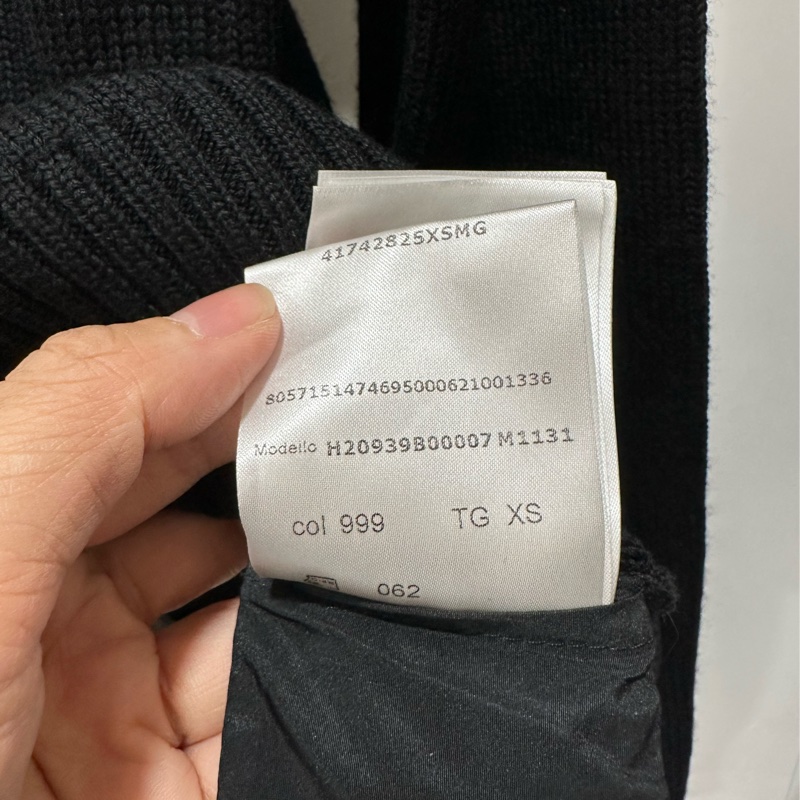 41742825XSMG
8057151474695000621001336
Modello H20939B00007 M1131
col 999 TG XS
062